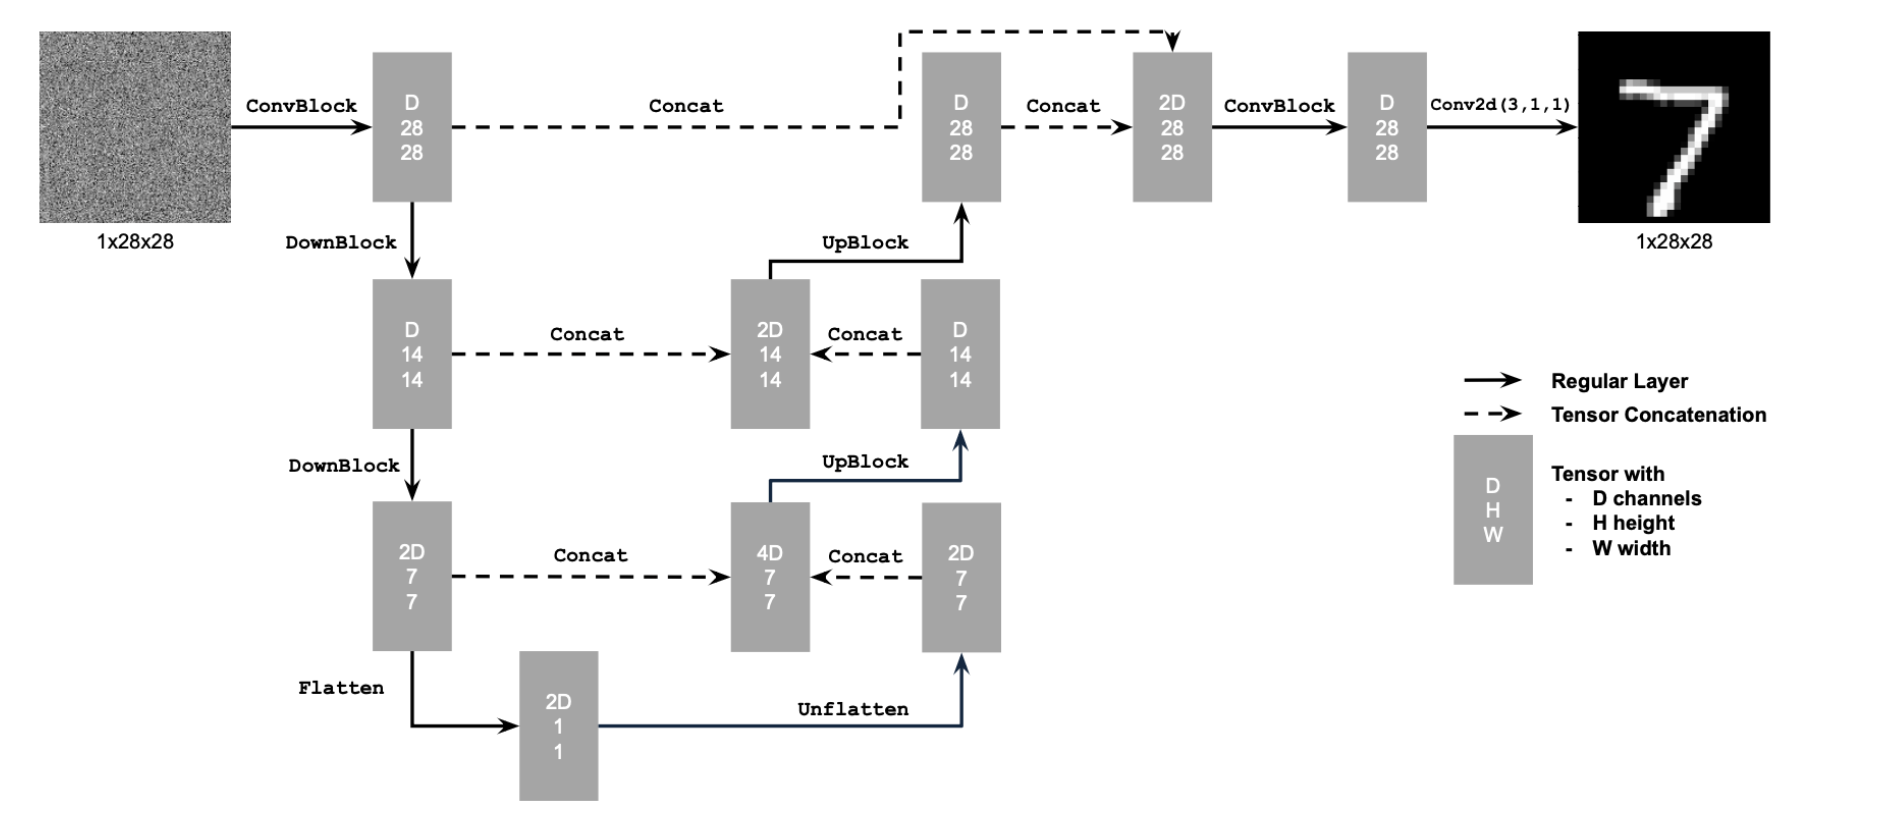 ConvBlock
D
28
28
Concat
D
28
28
Concat
2D
28
28
ConvBlock
D
28
28
Conv2d(3,1,1)
1x28x28
1x28x28
DownBlock
UpBlock
D
14
14
Concat
2D
14
14
Concat
D
14
14
DownBlock
UpBlock
2D
7
7
Concat
4D
7
7
Concat
2D
7
7
Flatten
2D
1
1
Unflatten
Regular Layer
Tensor Concatenation
D
H
W
Tensor with
- D channels
- H height
- W width